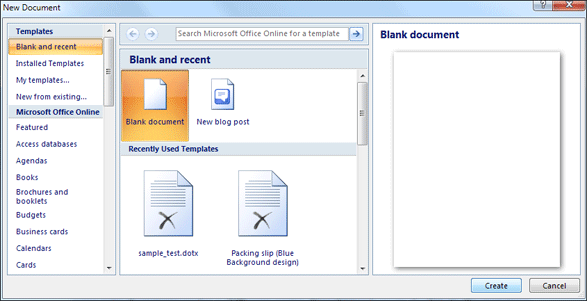 New Document
Templates
Blank and recent
Installed Templates
My templates...
New from existing...
Microsoft Office Online
Featured
Access databases
Agendas
Books
Brochures and
booklets
Budgets
Business cards
Calendars
Cards
Search Microsoft Office Online for a template
Blank and recent
Blank document
New blog post
Recently Used Templates
sample_test.dotx
Packing slip (Blue
Background design)
Blank document
Create
Cancel